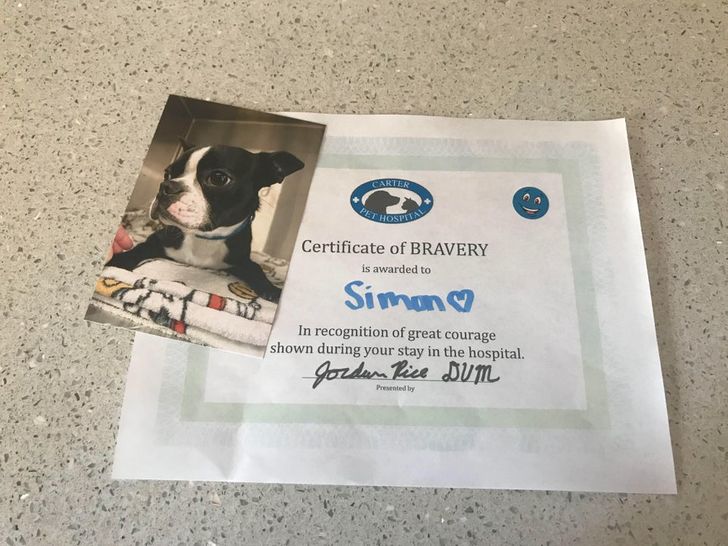 CARTER
PET HOSPITAL
Certificate of BRAVERY
is awarded to
Simon ♡
In recognition of great courage
shown during your stay in the hospital.
Jordan Rice DVM
Presented by